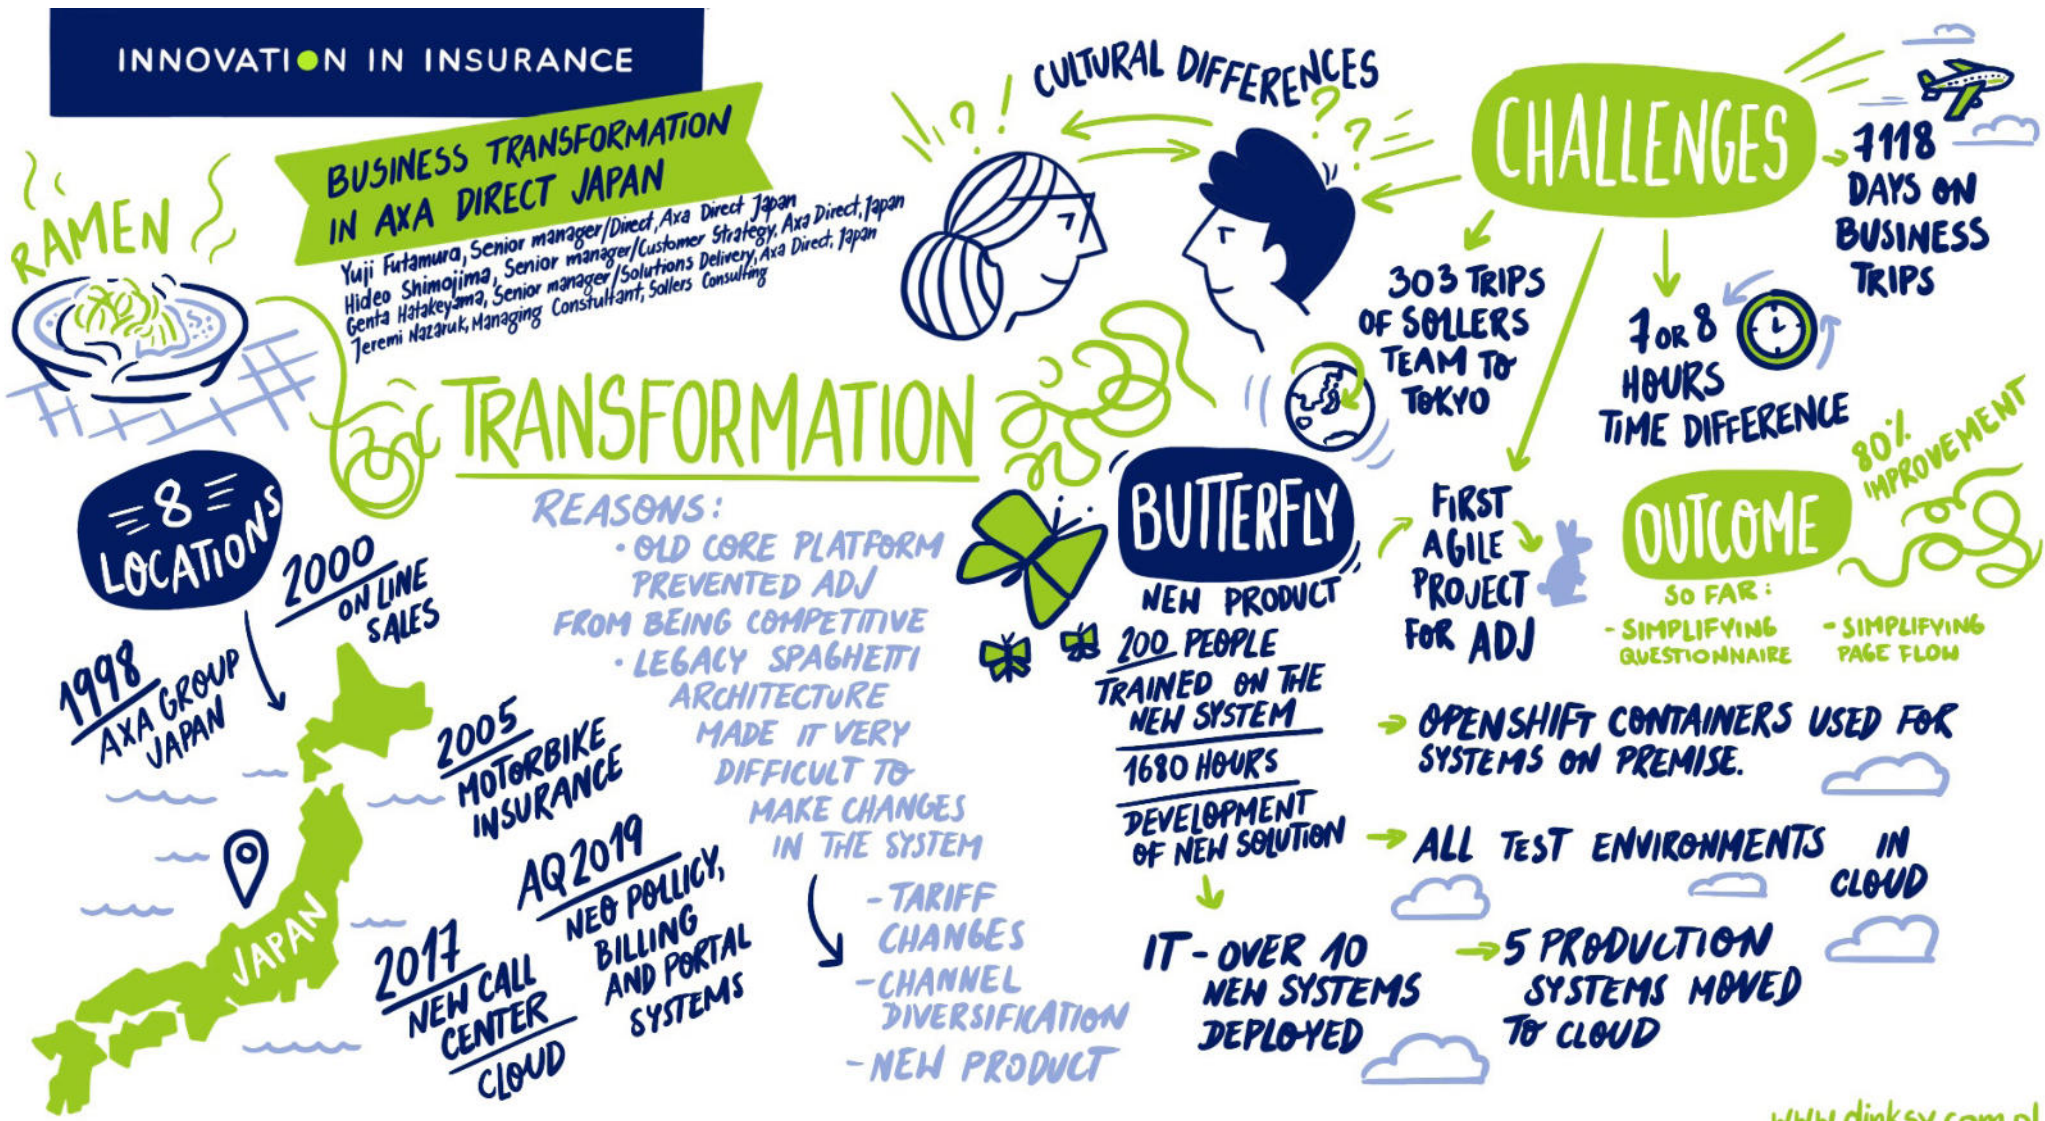 INNOVATION IN INSURANCE
BUSINESS TRANSFORMATION
IN AXA DIRECT JAPAN
Yuji Futamura, Senior manager/Direct, Axa Direct Japan
Hideo Shimojima, Senior manager/Customer Strategy, Axa Direct, Japan
Genta Hatakeyama, Senior manager/Solutions Delivery, Axa Direct, Japan
Jeremi Nazaruk, Managing Constultant, Sollers Consulting
RAMEN
8
LOCATIONS
1998
AXA GROUP
JAPAN
2000
ON LINE
SALES
2005
MOTORBIKE
INSURANCE
JAPAN
2017
NEW CALL
CENTER
CLOUD
AQ 2019
NEO POLLICY,
BILLING
AND PORTAL
SYSTEMS
TRANSFORMATION
REASONS:
• OLD CORE PLATFORM
PREVENTED ADJ
FROM BEING COMPETITIVE
• LEGACY SPAGHETTI
ARCHITECTURE
MADE IT VERY
DIFFICULT TO
MAKE CHANGES
IN THE SYSTEM
- TARIFF
CHANGES
- CHANNEL
DIVERSIFICATION
- NEW PRODUCT
CULTURAL DIFFERENCES
! ? !
? ?
CHALLENGES
7118
DAYS ON
BUSINESS
TRIPS
303 TRIPS
OF SOLLERS
TEAM TO
TOKYO
7 OR 8
HOURS
TIME DIFFERENCE
BUTTERFLY
NEW PRODUCT
200 PEOPLE
TRAINED ON THE
NEW SYSTEM
1680 HOURS
DEVELOPMENT
OF NEW SOLUTION
IT - OVER 10
NEW SYSTEMS
DEPLOYED
FIRST
AGILE
PROJECT
FOR ADJ
OUTCOME
80%
IMPROVEMENT
SO FAR:
- SIMPLIFYING
QUESTIONNAIRE
- SIMPLIFYING
PAGE FLOW
OPENSHIFT CONTAINERS USED FOR
SYSTEMS ON PREMISE.
ALL TEST ENVIRONMENTS IN
CLOUD
5 PRODUCTION
SYSTEMS MOVED
TO CLOUD
www.dinksy.com.pl